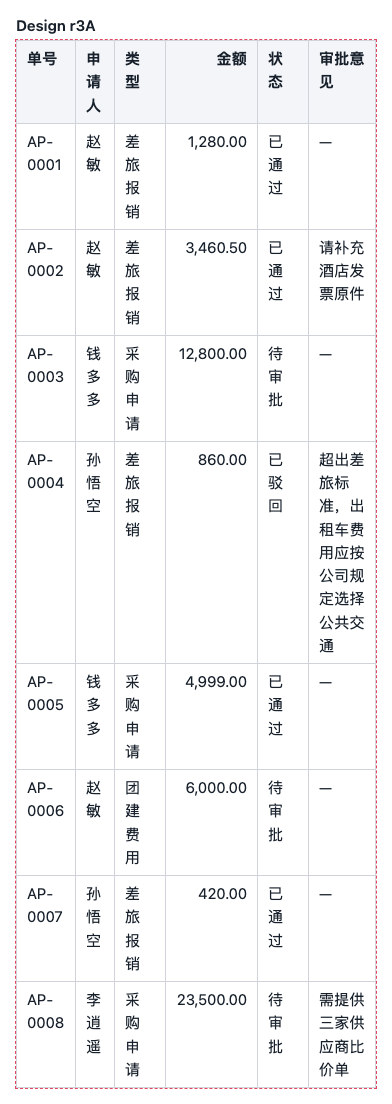 Design r3A
单号
申
请
人
类
型
金额
状
态
审批意
见
AP-
0001
赵
敏
差
旅
报
销
1,280.00
已
通
过
—
AP-
0002
赵
敏
差
旅
报
销
3,460.50
已
通
过
请补充
酒店发
票原件
AP-
0003
钱
多
多
采
购
申
请
12,800.00
待
审
批
—
AP-
0004
孙
悟
空
差
旅
报
销
860.00
已
驳
回
超出差
旅标
准，出
租车费
用应按
公司规
定选择
公共交
通
AP-
0005
钱
多
多
采
购
申
请
4,999.00
已
通
过
—
AP-
0006
赵
敏
团
建
费
用
6,000.00
待
审
批
—
AP-
0007
孙
悟
空
差
旅
报
销
420.00
已
通
过
—
AP-
0008
李
逍
遥
采
购
申
请
23,500.00
待
审
批
需提供
三家供
应商比
价单